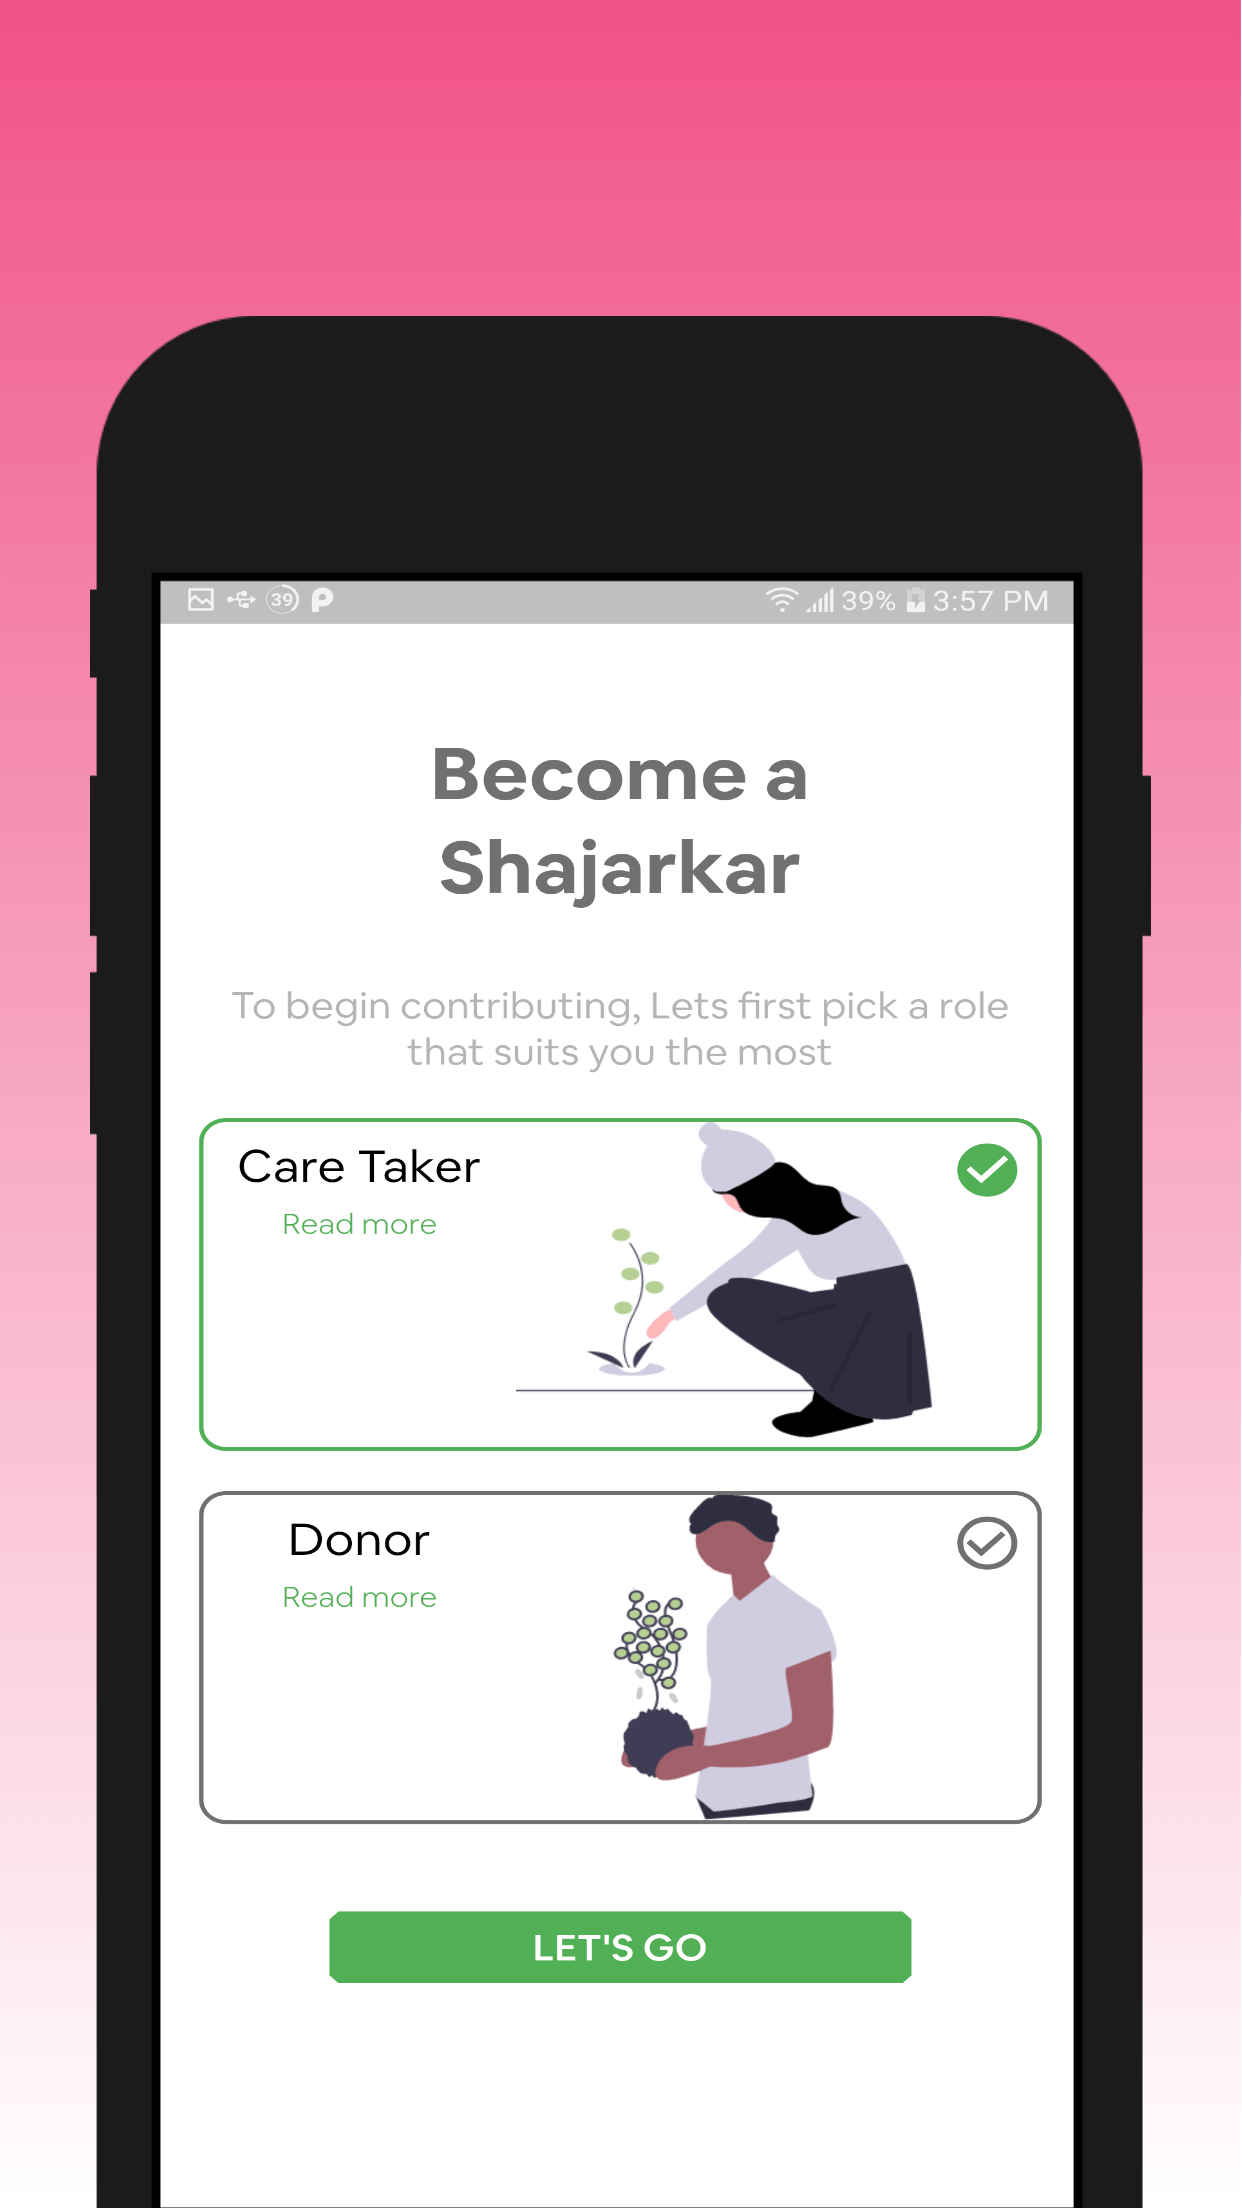 39 39% 3:57 PM
Become a
Shajarkar
To begin contributing, Lets first pick a role
that suits you the most
Care Taker
Read more
Donor
Read more
LET'S GO